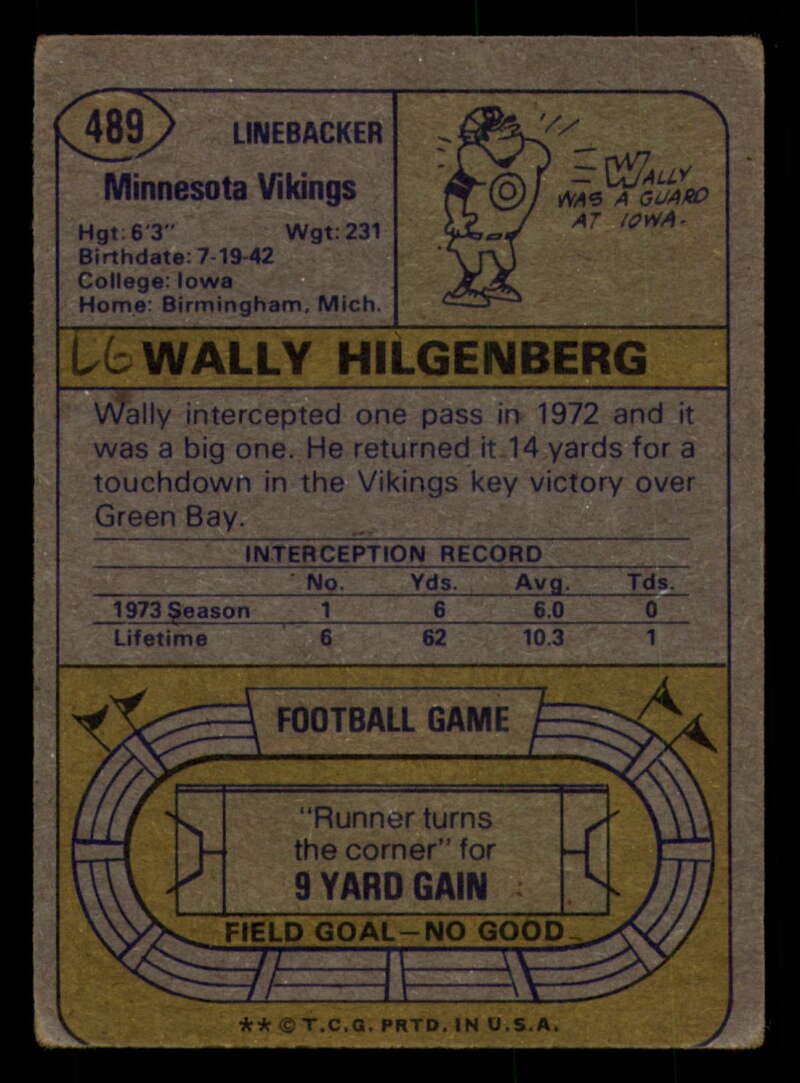 489
LINEBACKER
Minnesota Vikings
Hgt: 6'3" Wgt: 231
Birthdate: 7-19-42
College: Iowa
Home: Birmingham, Mich.
WALLY
WAS A GUARD
AT IOWA.
L6 WALLY HILGENBERG
Wally intercepted one pass in 1972 and it
was a big one. He returned it 14 yards for a
touchdown in the Vikings key victory over
Green Bay.
INTERCEPTION RECORD
No. Yds. Avg. Tds.
1973 Season 1 6 6.0 0
Lifetime 6 62 10.3 1
FOOTBALL GAME
"Runner turns
the corner" for
9 YARD GAIN
FIELD GOAL—NO GOOD
** © T.C.G. PRTD. IN U.S.A.